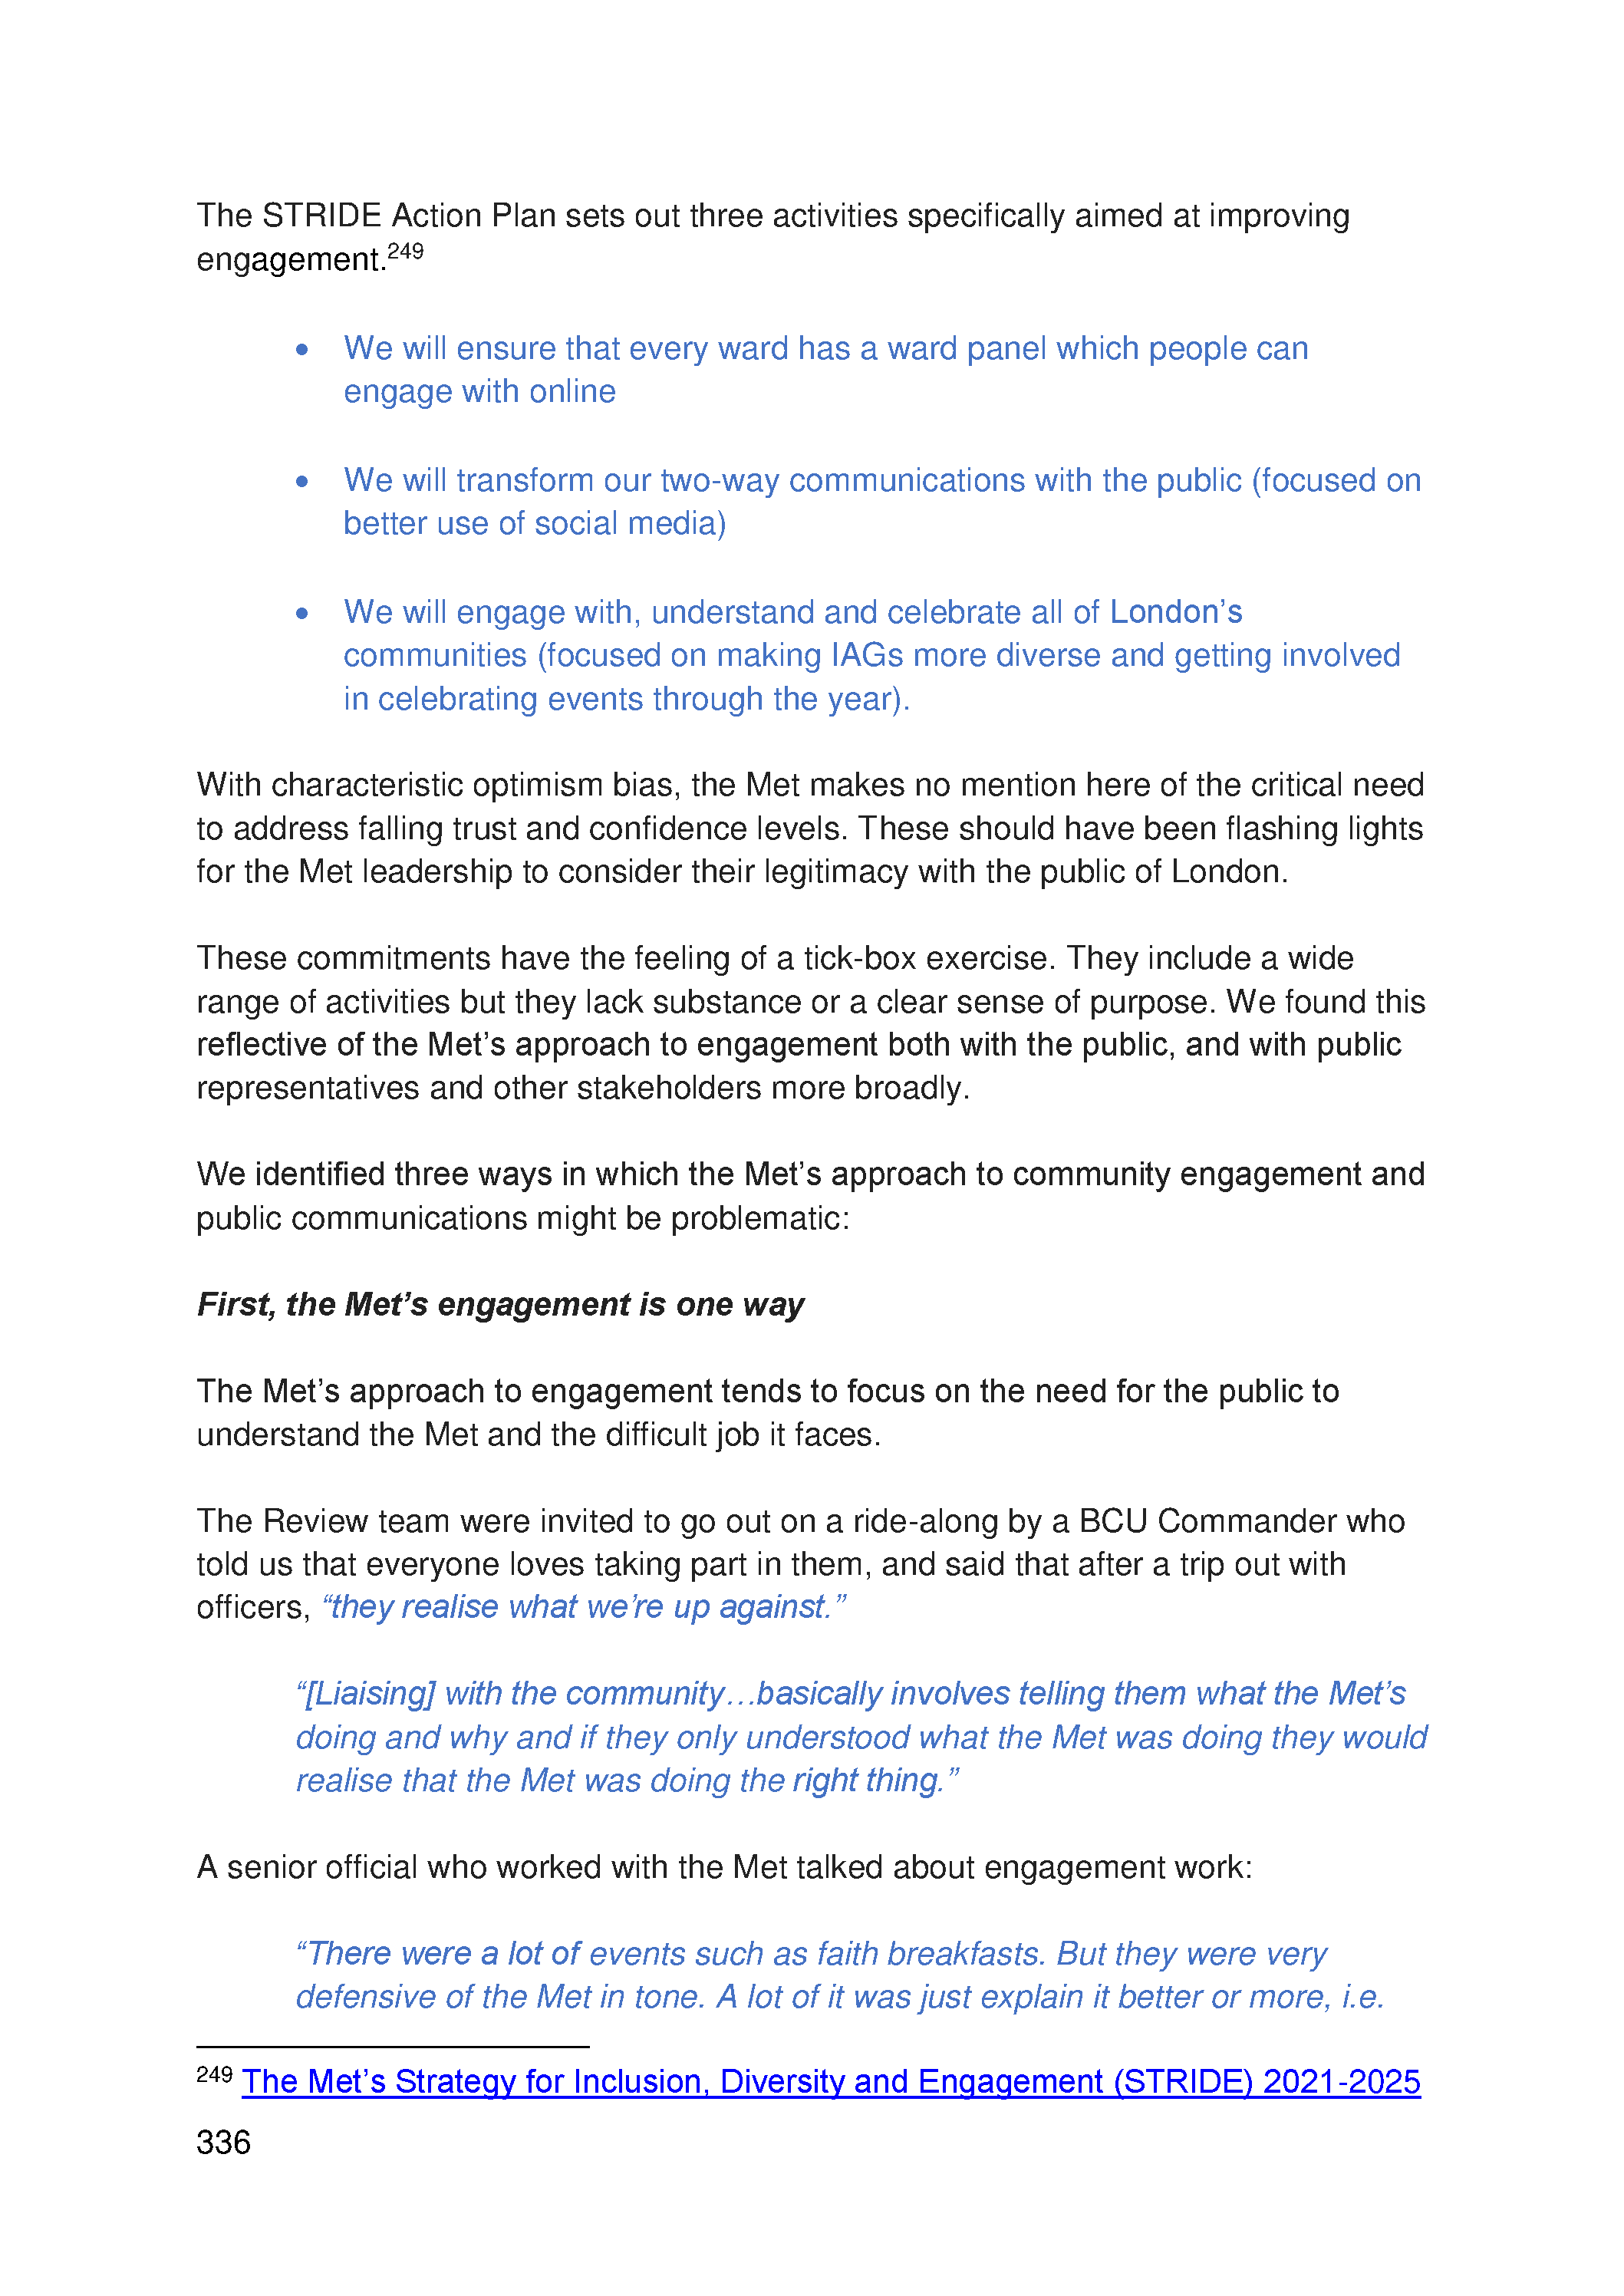 The STRIDE Action Plan sets out three activities specifically aimed at improving
engagement.249
• We will ensure that every ward has a ward panel which people can
engage with online
• We will transform our two-way communications with the public (focused on
better use of social media)
• We will engage with, understand and celebrate all of London’s
communities (focused on making IAGs more diverse and getting involved
in celebrating events through the year).
With characteristic optimism bias, the Met makes no mention here of the critical need
to address falling trust and confidence levels. These should have been flashing lights
for the Met leadership to consider their legitimacy with the public of London.
These commitments have the feeling of a tick-box exercise. They include a wide
range of activities but they lack substance or a clear sense of purpose. We found this
reflective of the Met’s approach to engagement both with the public, and with public
representatives and other stakeholders more broadly.
We identified three ways in which the Met’s approach to community engagement and
public communications might be problematic:
First, the Met’s engagement is one way
The Met’s approach to engagement tends to focus on the need for the public to
understand the Met and the difficult job it faces.
The Review team were invited to go out on a ride-along by a BCU Commander who
told us that everyone loves taking part in them, and said that after a trip out with
officers, “they realise what we’re up against.”
“[Liaising] with the community…basically involves telling them what the Met’s
doing and why and if they only understood what the Met was doing they would
realise that the Met was doing the right thing.”
A senior official who worked with the Met talked about engagement work:
“There were a lot of events such as faith breakfasts. But they were very
defensive of the Met in tone. A lot of it was just explain it better or more, i.e.
249 The Met’s Strategy for Inclusion, Diversity and Engagement (STRIDE) 2021-2025
336